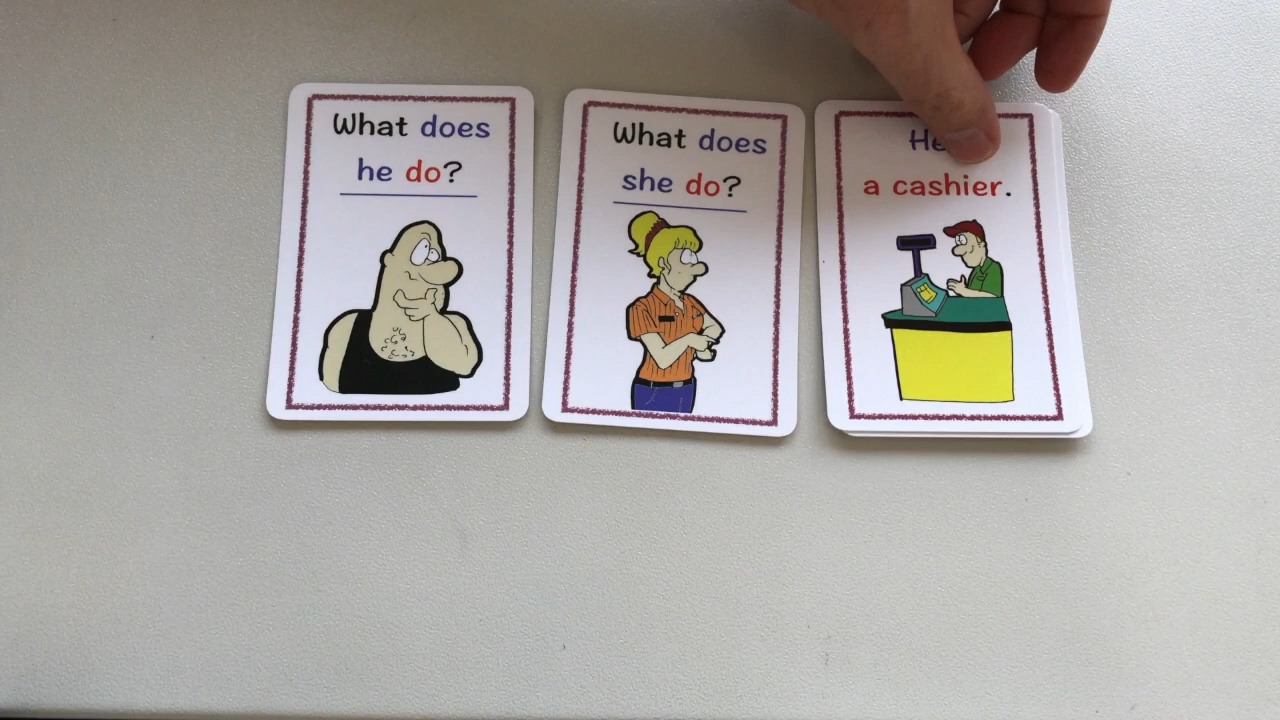 What does
he do?
What does
she do?
He
a cashier.